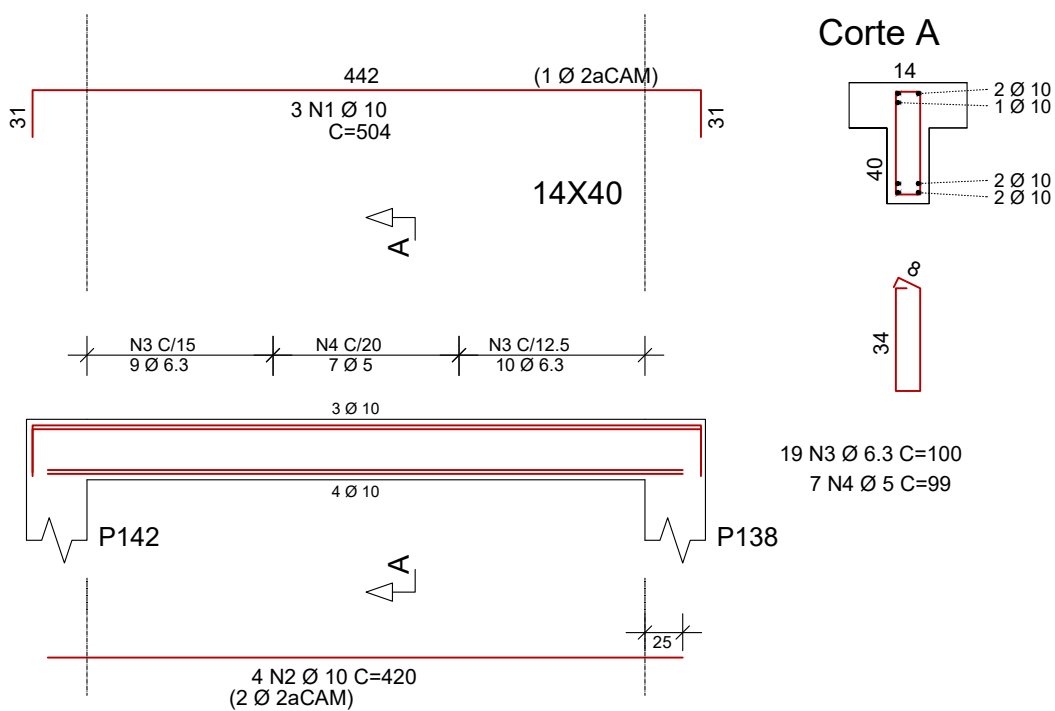 442
(1 Ø 2aCAM)
31
3 N1 Ø 10
C=504
31
14X40
A
N3 C/15
9 Ø 6.3
N4 C/20
7 Ø 5
N3 C/12.5
10 Ø 6.3
3 Ø 10
4 Ø 10
P142
P138
A
25
4 N2 Ø 10 C=420
(2 Ø 2aCAM)
Corte A
14
2 Ø 10
1 Ø 10
40
2 Ø 10
2 Ø 10
8
34
19 N3 Ø 6.3 C=100
7 N4 Ø 5 C=99